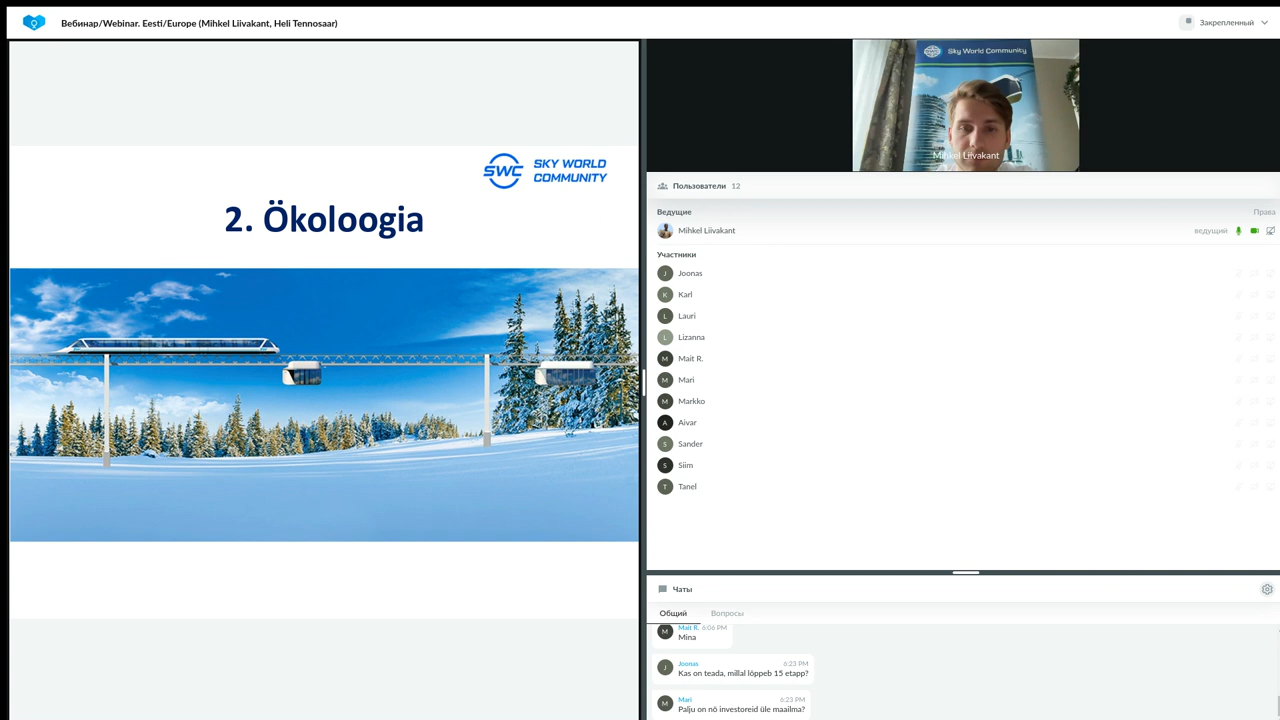 Вебинар/Webinar. Eesti/Europe (Mihkel Liivakant, Heli Tennosaar)
Закрепленный
SWC SKY WORLD
COMMUNITY
2. Ökoloogia
Sky World Community
Mihkel Liivakant
Пользователи 12
Ведущие Права
Mihkel Liivakant ведущий
Участники
J Joonas
K Karl
L Lauri
L Lizanna
M Mait R.
M Mari
M Markko
A Aivar
S Sander
S Siim
T Tanel
Чаты
Общий Вопросы
M Mait R. 6:06 PM
Mina
J Joonas 6:23 PM
Kas on teada, millal lõppeb 15 etapp?
M Mari 6:23 PM
Palju on nö investoreid üle maailma?